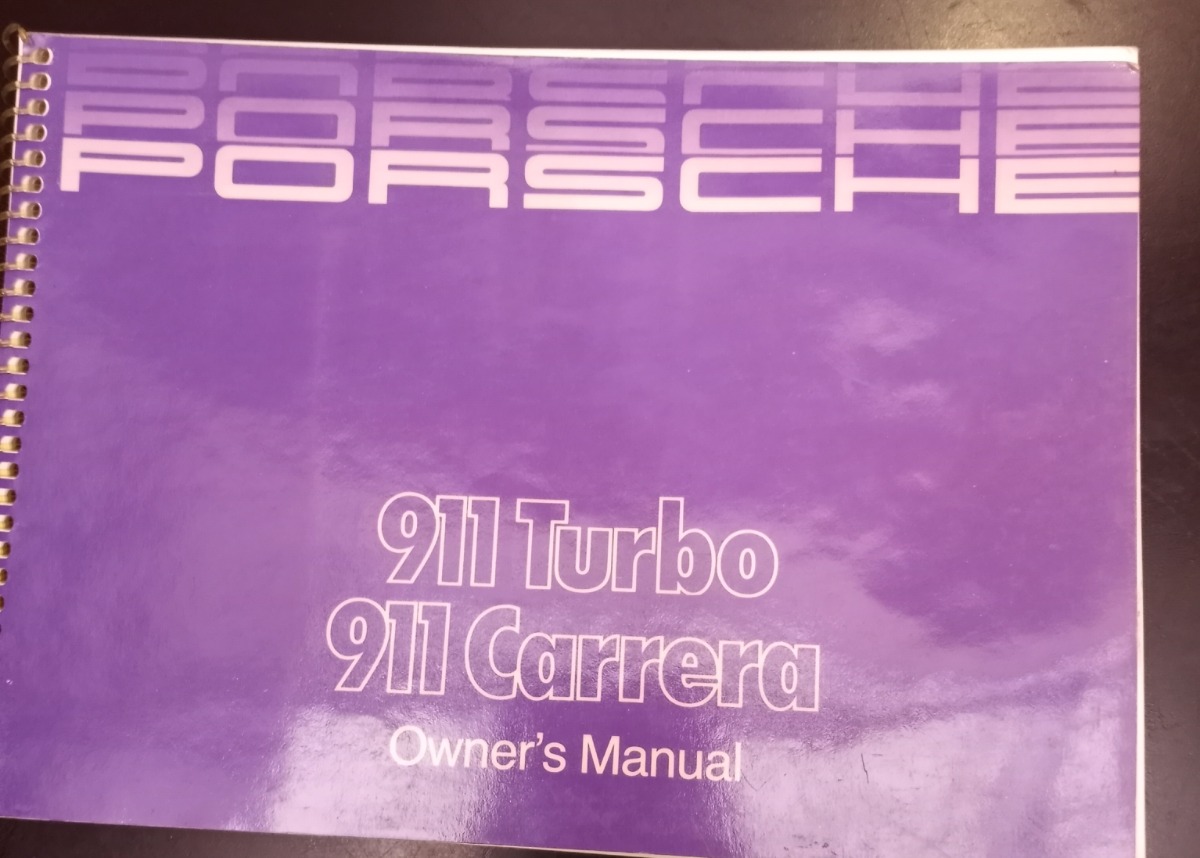 PORSCHE
PORSCHE
PORSCHE
911 Turbo
911 Carrera
Owner's Manual